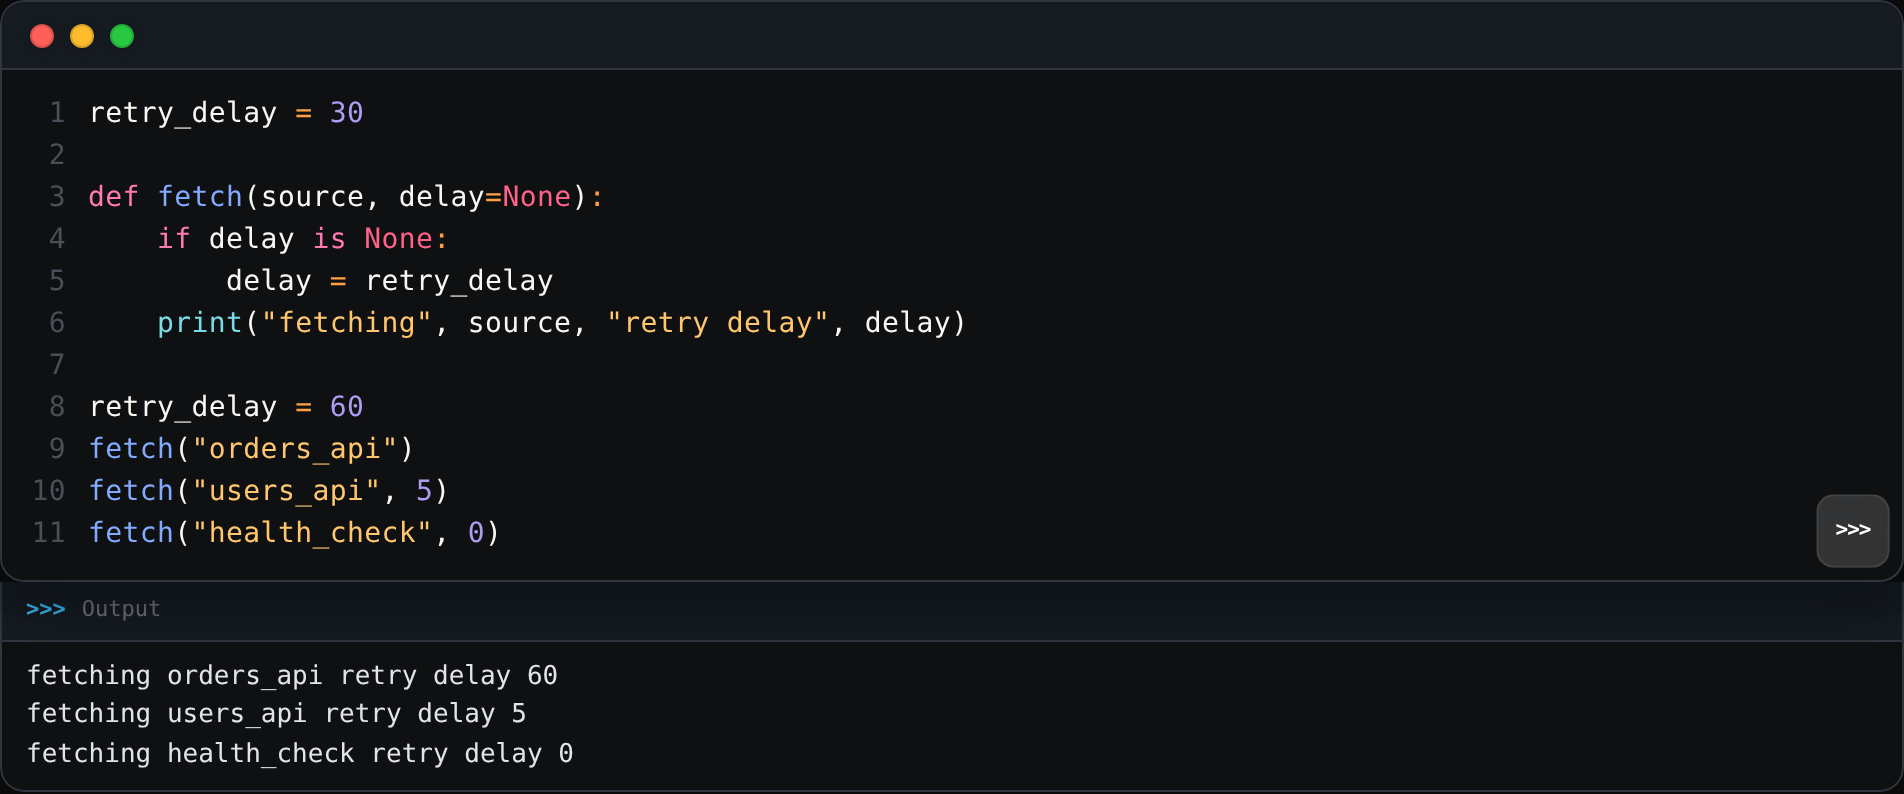 1 retry_delay = 30
2
3 def fetch(source, delay=None):
4     if delay is None:
5         delay = retry_delay
6     print("fetching", source, "retry delay", delay)
7
8 retry_delay = 60
9 fetch("orders_api")
10 fetch("users_api", 5)
11 fetch("health_check", 0)
>>>
>>> Output
fetching orders_api retry delay 60
fetching users_api retry delay 5
fetching health_check retry delay 0